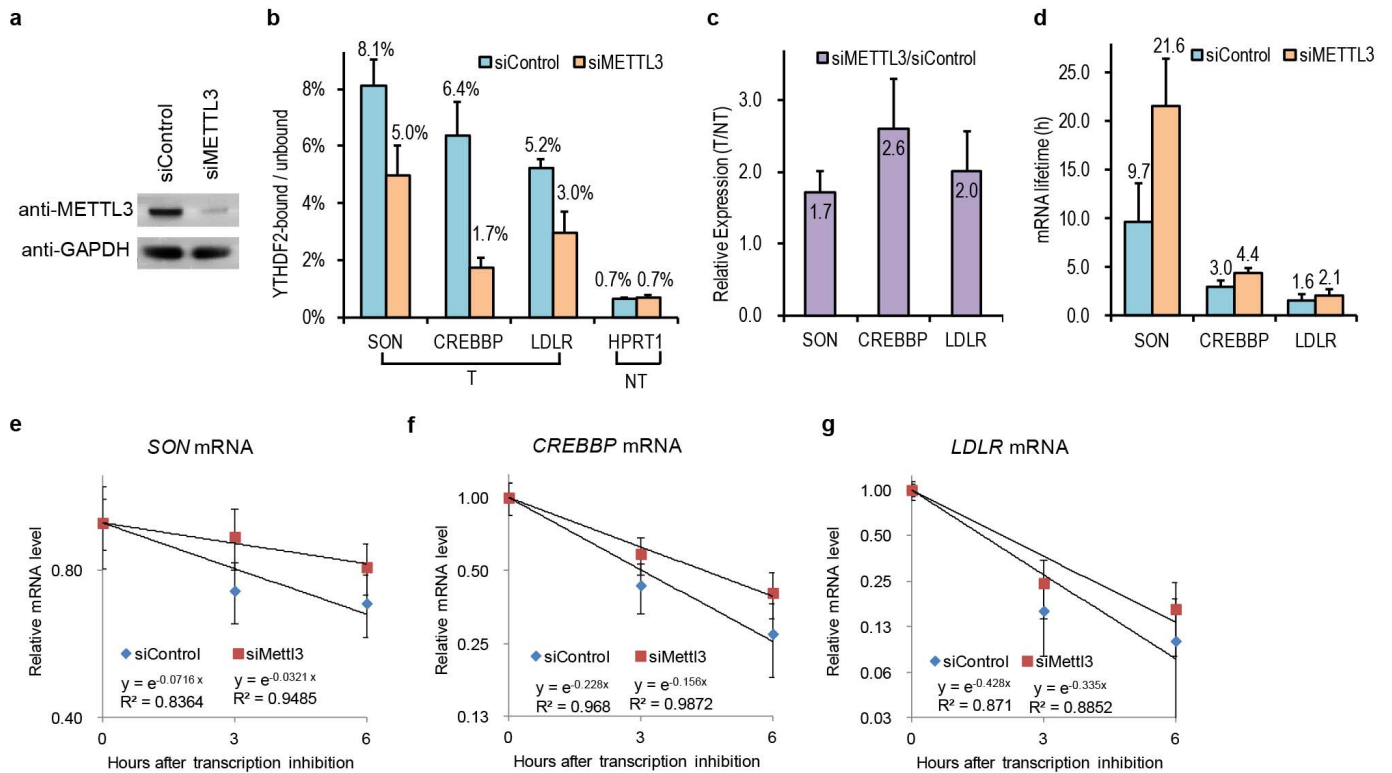 a
siControl
siMETTL3
anti-METTL3
anti-GAPDH
b
YTHDF2-bound / unbound
8%
6%
4%
2%
0%
siControl siMETTL3
8.1%
5.0%
6.4%
1.7%
5.2%
3.0%
0.7% 0.7%
SON CREBBP LDLR HPRT1
T NT
c
Relative Expression (T/NT)
3.0
2.0
1.0
0.0
siMETTL3/siControl
1.7
2.6
2.0
SON CREBBP LDLR
d
mRNA lifetime (h)
25.0
20.0
15.0
10.0
5.0
0.0
siControl siMETTL3
9.7
21.6
3.0
4.4
1.6
2.1
SON CREBBP LDLR
e
SON mRNA
Relative mRNA level
0.80
0.40
siControl siMettl3
y = e^-0.0716 x y = e^-0.0321 x
R² = 0.8364 R² = 0.9485
0 3 6
Hours after transcription inhibition
f
CREBBP mRNA
Relative mRNA level
1.00
0.50
0.25
0.13
siControl siMettl3
y = e^-0.228x y = e^-0.156x
R² = 0.968 R² = 0.9872
0 3 6
Hours after transcription inhibition
g
LDLR mRNA
Relative mRNA level
1.00
0.50
0.25
0.13
0.06
0.03
siControl siMettl3
y = e^-0.428x y = e^-0.335x
R² = 0.871 R² = 0.8852
0 3 6
Hours after transcription inhibition